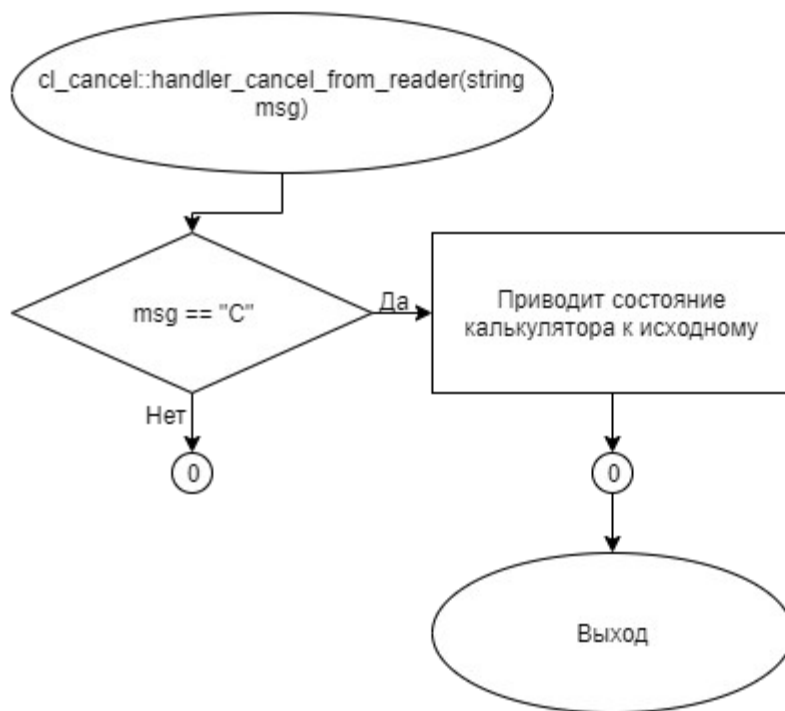 cl_cancel::handler_cancel_from_reader(string
msg)
msg == "C"
Да
Приводит состояние
калькулятора к исходному
Нет
0
0
Выход